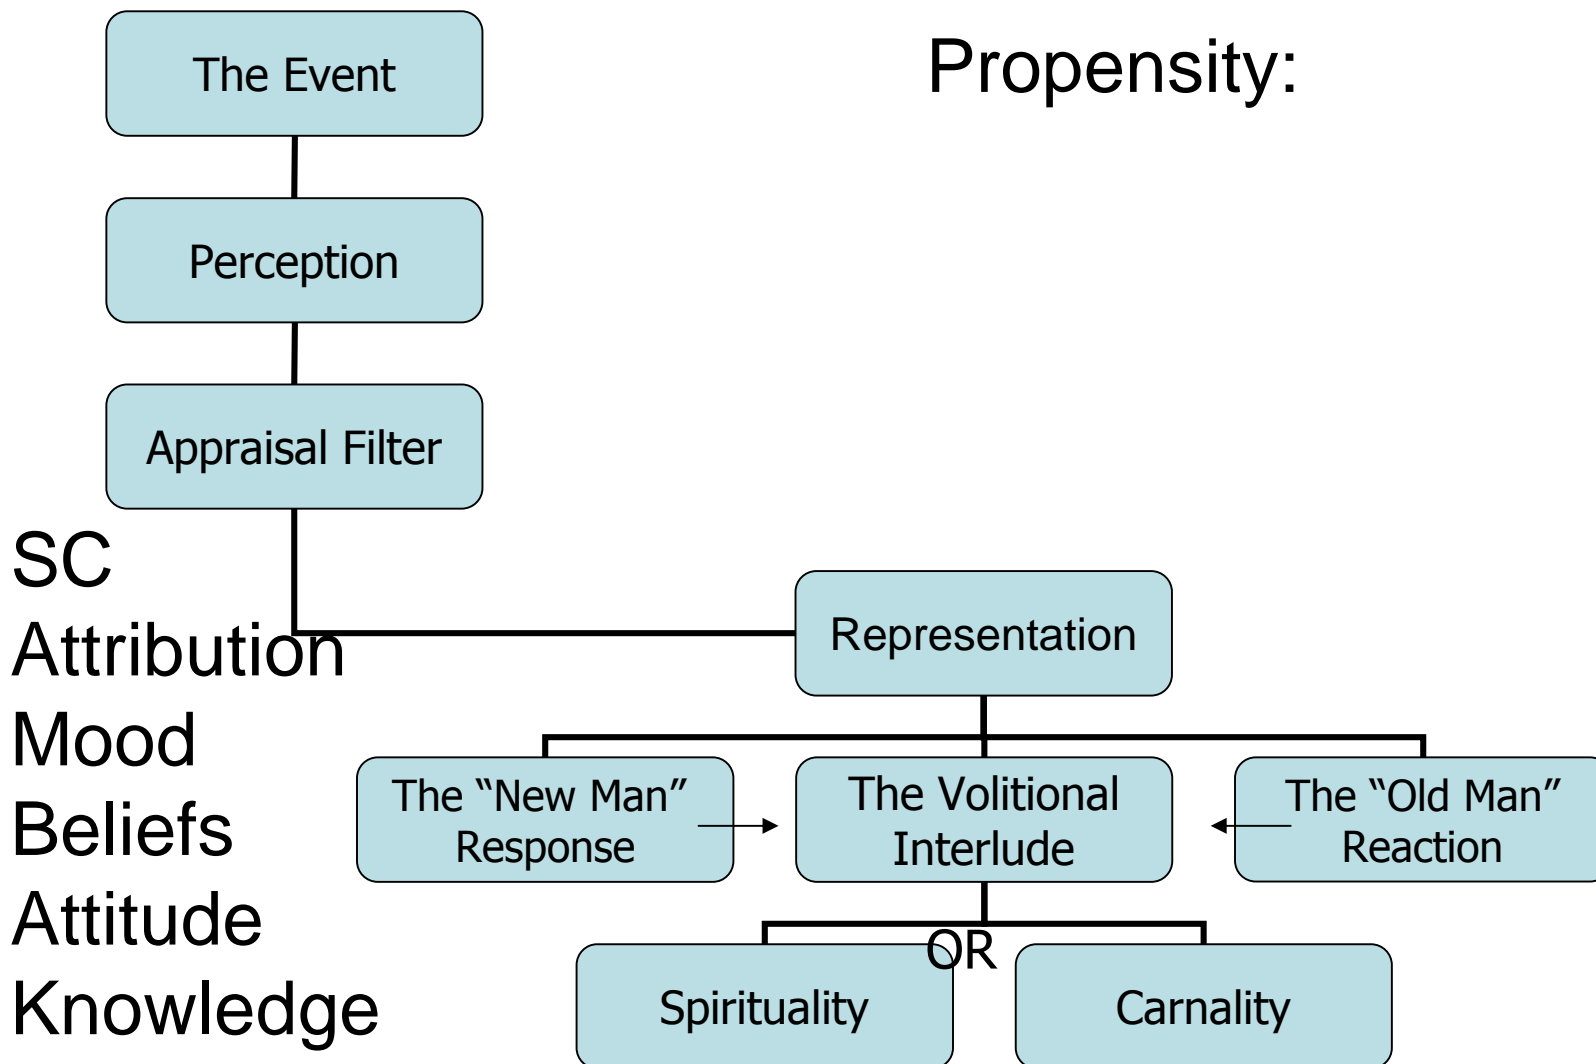 The Event
Propensity:
Perception
Appraisal Filter
SC
Attribution
Mood
Beliefs
Attitude
Knowledge
Representation
The “New Man”
Response
The Volitional
Interlude
The “Old Man”
Reaction
OR
Spirituality
Carnality